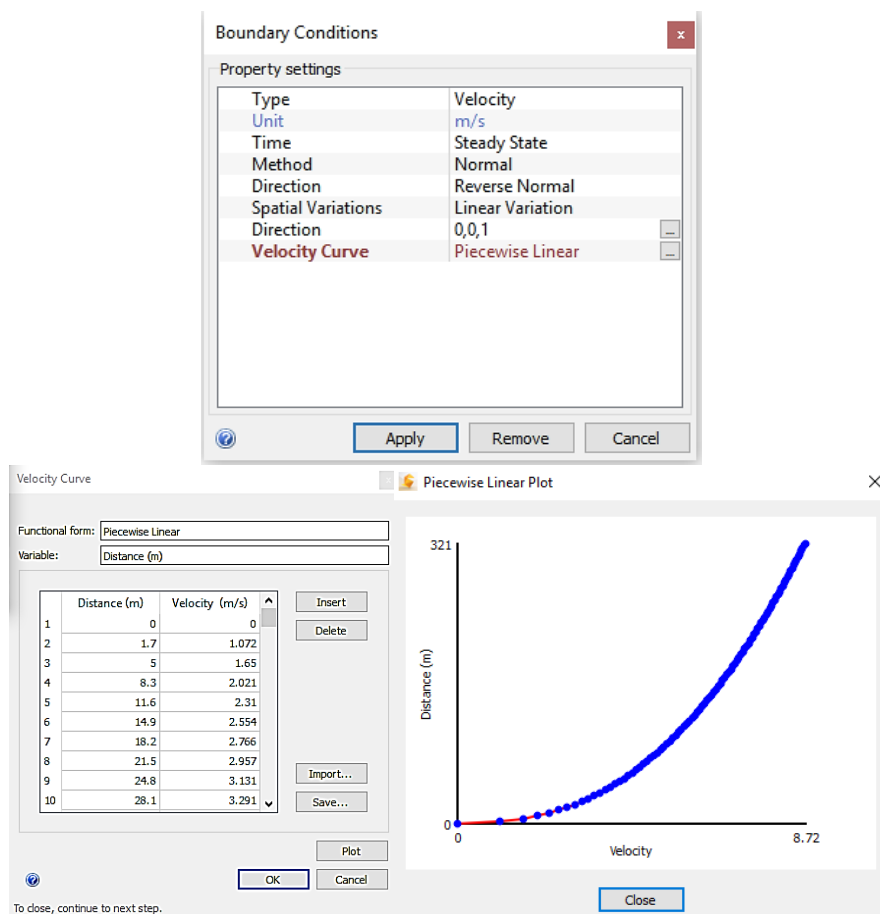 Boundary Conditions
x
Property settings
Type Velocity
Unit m/s
Time Steady State
Method Normal
Direction Reverse Normal
Spatial Variations Linear Variation
Direction 0,0,1 ...
Velocity Curve Piecewise Linear ...
? Apply Remove Cancel
Velocity Curve
x
Functional form: Piecewise Linear
Variable: Distance (m)
Distance (m) Velocity (m/s)
1 0 0
2 1.7 1.072
3 5 1.65
4 8.3 2.021
5 11.6 2.31
6 14.9 2.554
7 18.2 2.766
8 21.5 2.957
9 24.8 3.131
10 28.1 3.291
Insert
Delete
Import...
Save...
Plot
? OK Cancel
To close, continue to next step.
Piecewise Linear Plot
X
321
Distance (m)
0
0 8.72
Velocity
Close